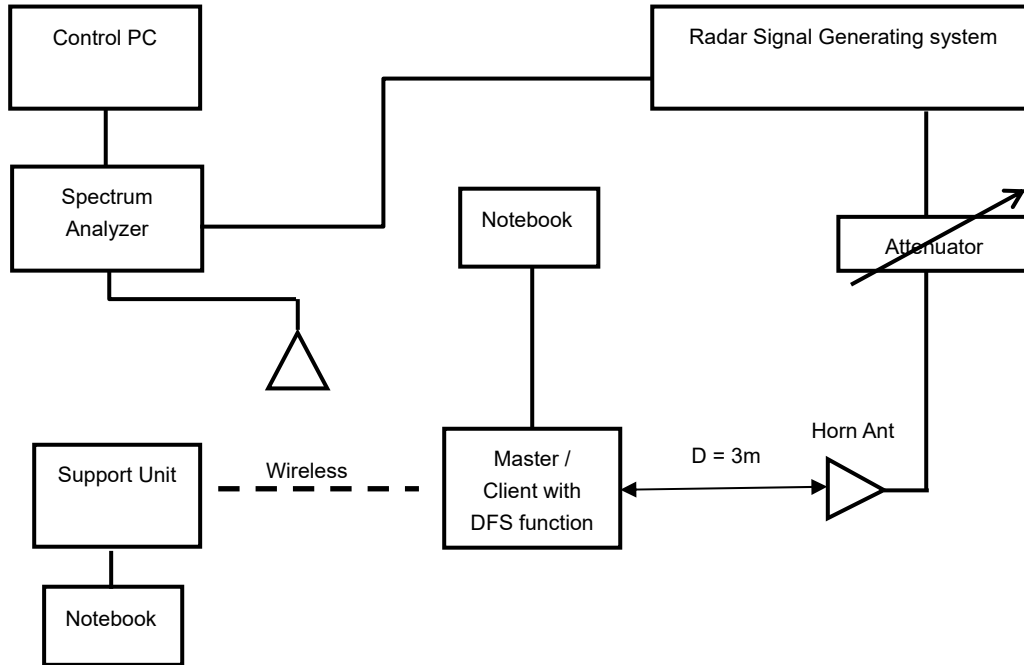 Control PC
Radar Signal Generating system
Spectrum
Analyzer
Notebook
Attenuator
Horn Ant
Support Unit
Wireless
Master /
Client with
DFS function
D = 3m
Notebook